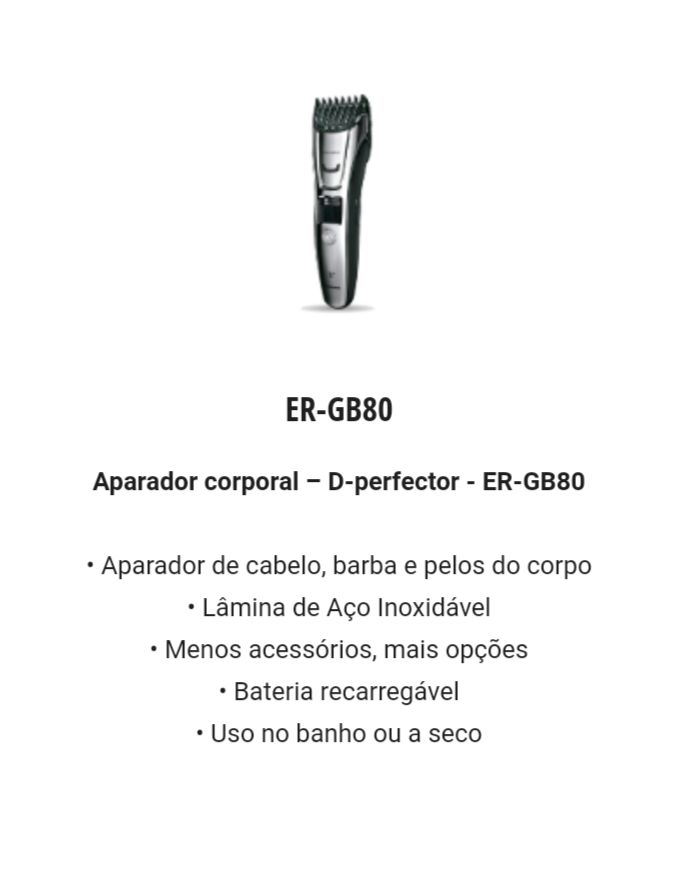 ER-GB80
Aparador corporal – D-perfector - ER-GB80
• Aparador de cabelo, barba e pelos do corpo
• Lâmina de Aço Inoxidável
• Menos acessórios, mais opções
• Bateria recarregável
• Uso no banho ou a seco